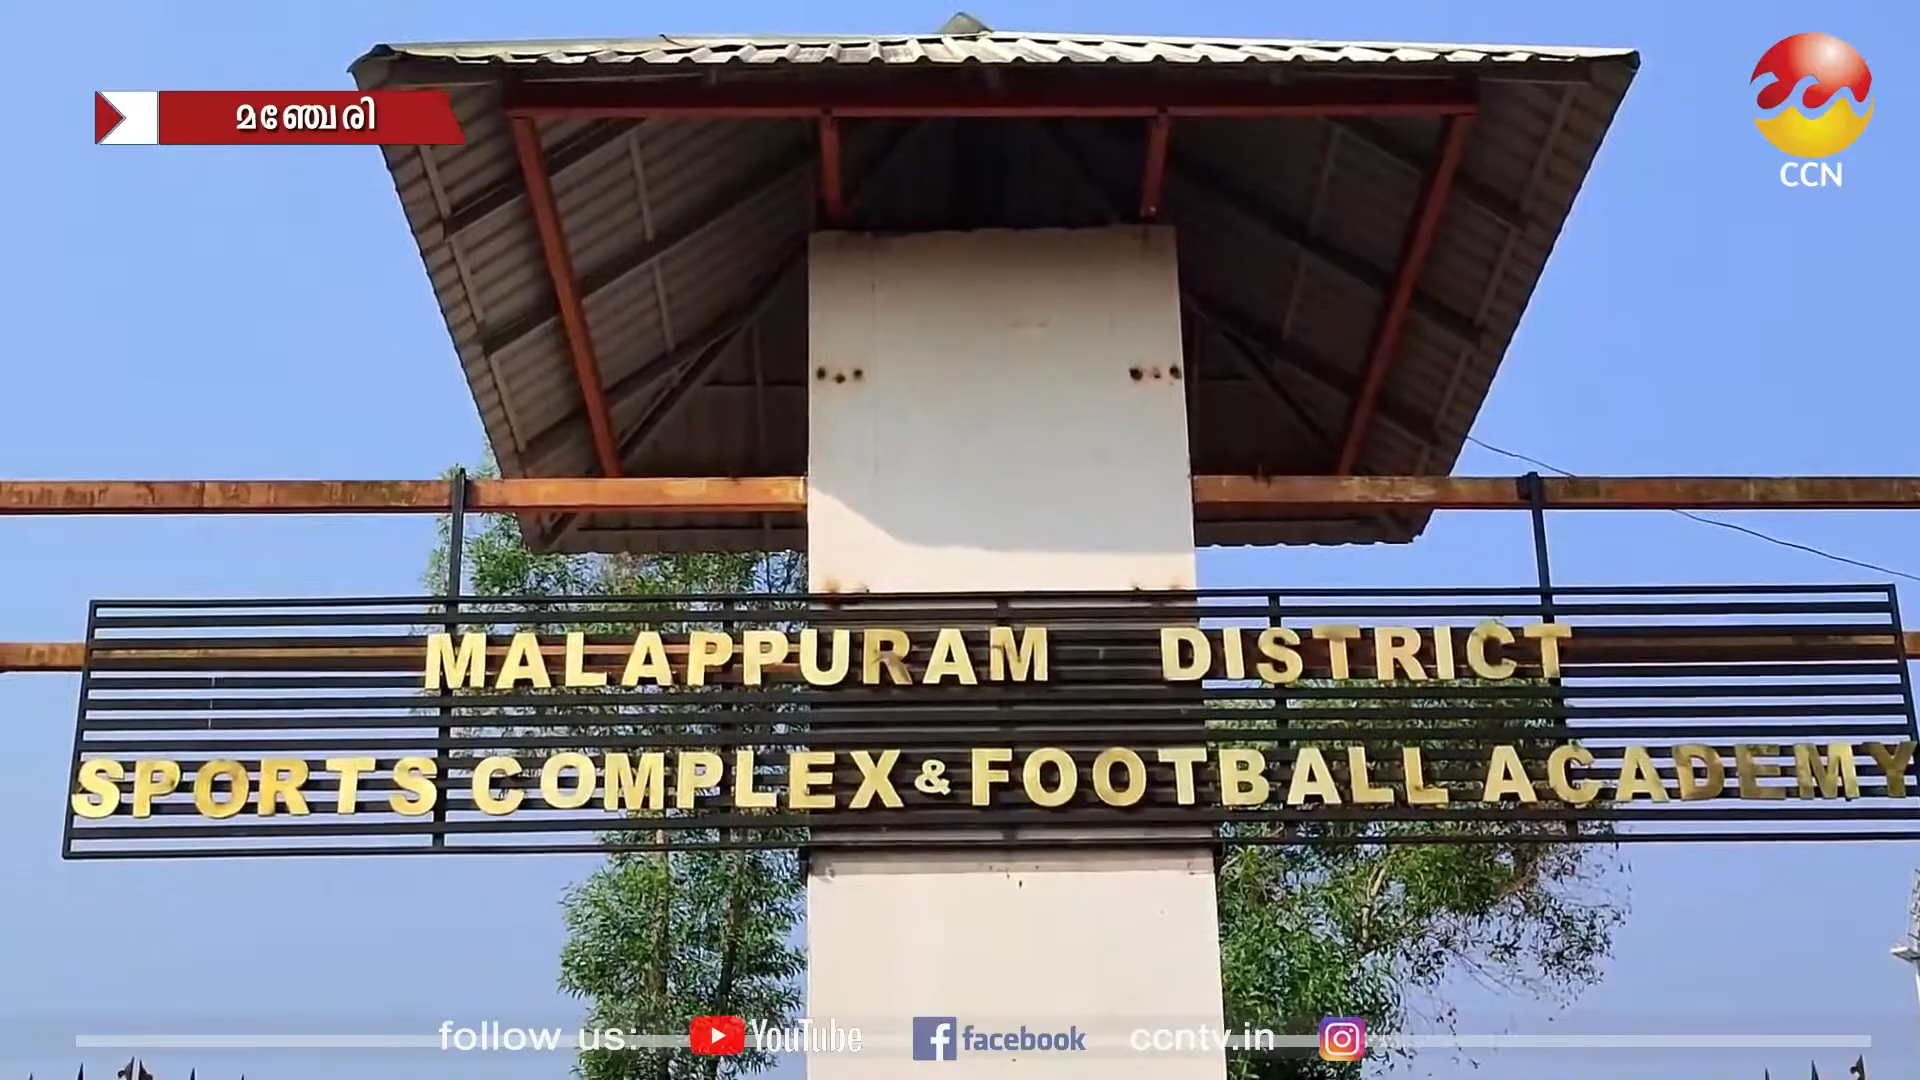 മഞ്ചേരി
CCN
MALAPPURAM DISTRICT
SPORTS COMPLEX & FOOTBALL ACADEMY
follow us: YouTube facebook ccntv.in